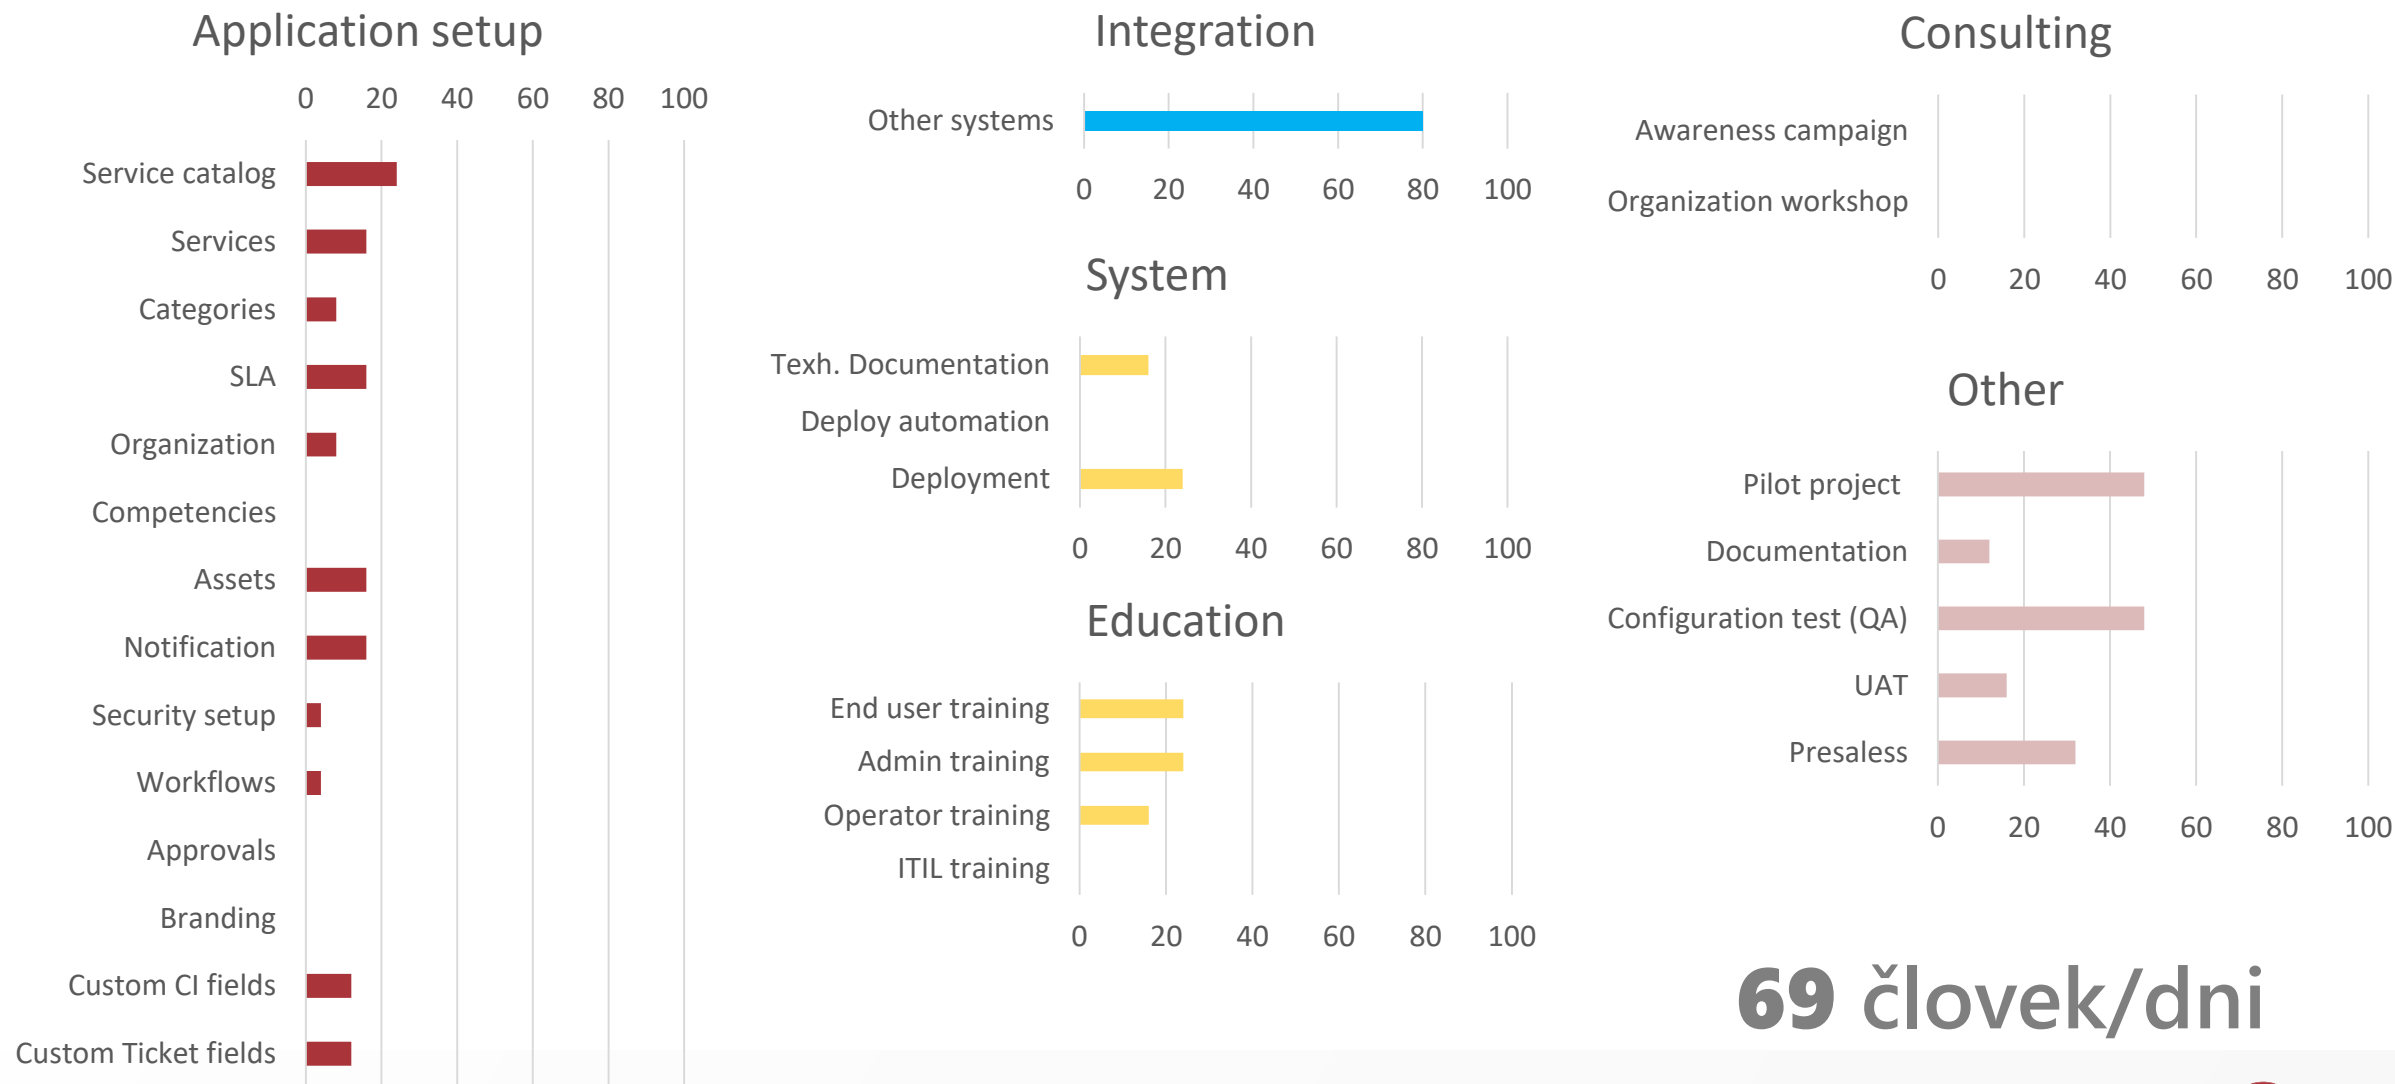 Application setup
0 20 40 60 80 100
Service catalog
Services
Categories
SLA
Organization
Competencies
Assets
Notification
Security setup
Workflows
Approvals
Branding
Custom CI fields
Custom Ticket fields
Integration
Other systems
0 20 40 60 80 100
System
Texh. Documentation
Deploy automation
Deployment
0 20 40 60 80 100
Education
End user training
Admin training
Operator training
ITIL training
0 20 40 60 80 100
Consulting
Awareness campaign
Organization workshop
0 20 40 60 80 100
Other
Pilot project
Documentation
Configuration test (QA)
UAT
Presaless
0 20 40 60 80 100
69 človek/dni